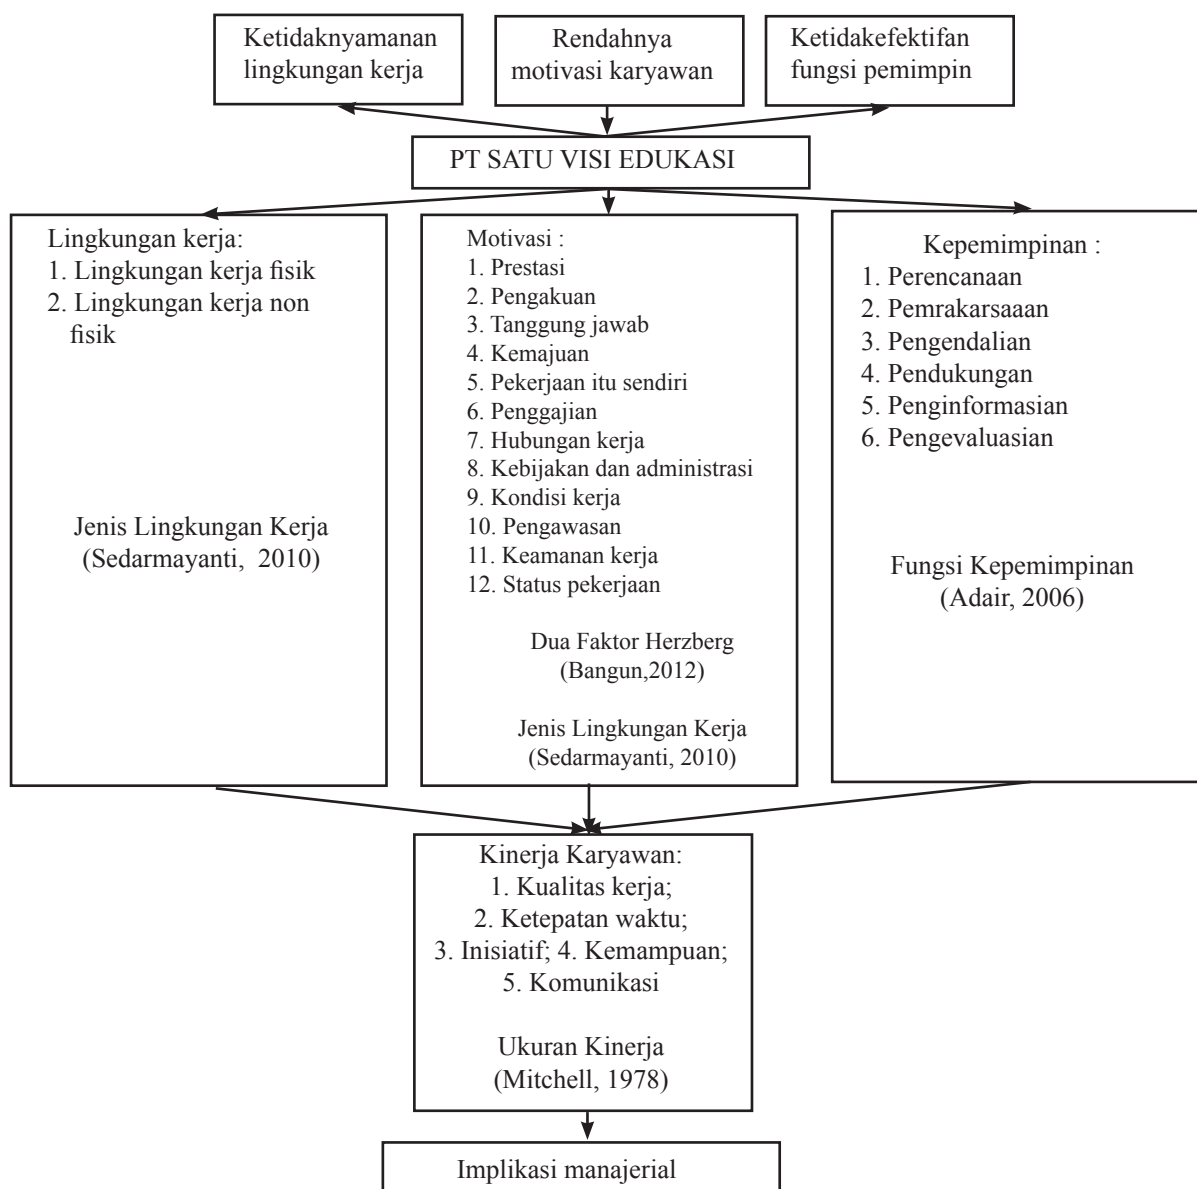 Ketidaknyamanan
lingkungan kerja
Rendahnya
motivasi karyawan
Ketidakefektifan
fungsi pemimpin
PT SATU VISI EDUKASI
Lingkungan kerja:
1. Lingkungan kerja fisik
2. Lingkungan kerja non
fisik
Jenis Lingkungan Kerja
(Sedarmayanti, 2010)
Motivasi :
1. Prestasi
2. Pengakuan
3. Tanggung jawab
4. Kemajuan
5. Pekerjaan itu sendiri
6. Penggajian
7. Hubungan kerja
8. Kebijakan dan administrasi
9. Kondisi kerja
10. Pengawasan
11. Keamanan kerja
12. Status pekerjaan
Dua Faktor Herzberg
(Bangun,2012)
Jenis Lingkungan Kerja
(Sedarmayanti, 2010)
Kepemimpinan :
1. Perencanaan
2. Pemrakarsaaan
3. Pengendalian
4. Pendukungan
5. Penginformasian
6. Pengevaluasian
Fungsi Kepemimpinan
(Adair, 2006)
Kinerja Karyawan:
1. Kualitas kerja;
2. Ketepatan waktu;
3. Inisiatif; 4. Kemampuan;
5. Komunikasi
Ukuran Kinerja
(Mitchell, 1978)
Implikasi manajerial